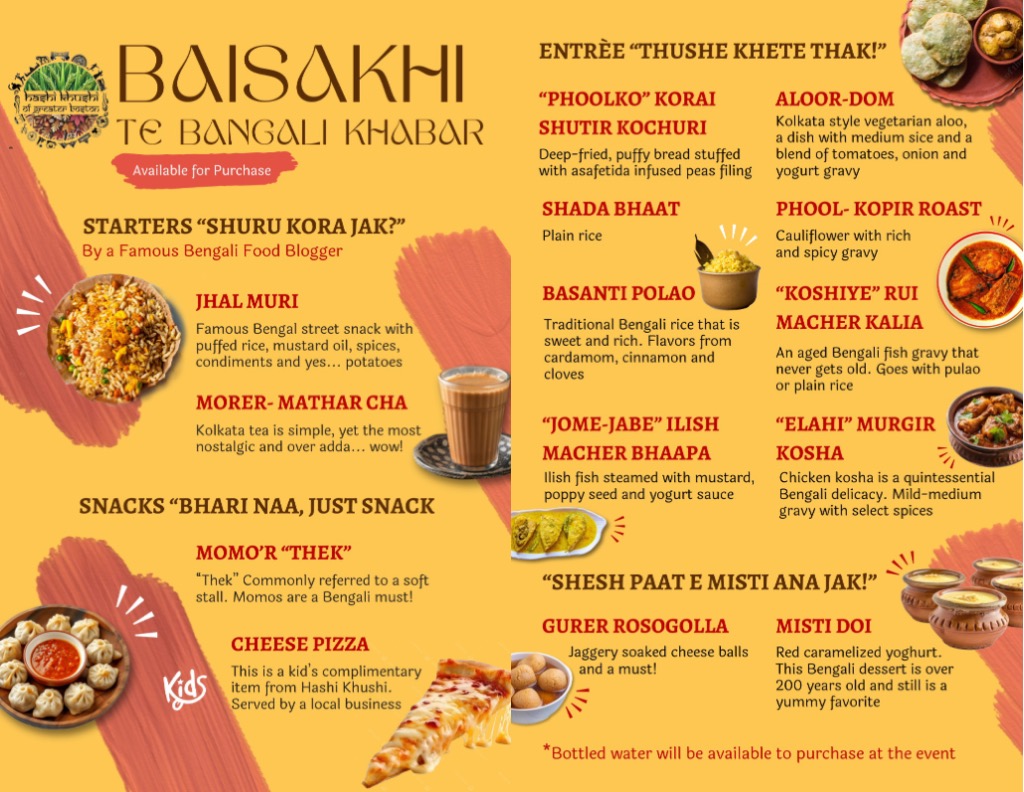 hashi khushi
of greater boston
BAISAKHI
TE BANGALI KHABAR
Available for Purchase
STARTERS “SHURU KORA JAK?”
By a Famous Bengali Food Blogger
JHAL MURI
Famous Bengal street snack with
puffed rice, mustard oil, spices,
condiments and yes... potatoes
MORER- MATHAR CHA
Kolkata tea is simple, yet the most
nostalgic and over adda... wow!
SNACKS “BHARI NAA, JUST SNACK
MOMO’R “THEK”
“Thek” Commonly referred to a soft
stall. Momos are a Bengali must!
Kids
CHEESE PIZZA
This is a kid's complimentary
item from Hashi Khushi.
Served by a local business
ENTRÈE “THUSHE KHETE THAK!”
“PHOOLKO” KORAI
SHUTIR KOCHURI
Deep-fried, puffy bread stuffed
with asafetida infused peas filing
ALOOR-DOM
Kolkata style vegetarian aloo,
a dish with medium sice and a
blend of tomatoes, onion and
yogurt gravy
SHADA BHAAT
Plain rice
PHOOL- KOPIR ROAST
Cauliflower with rich
and spicy gravy
BASANTI POLAO
Traditional Bengali rice that is
sweet and rich. Flavors from
cardamom, cinnamon and
cloves
“KOSHIYE” RUI
MACHER KALIA
An aged Bengali fish gravy that
never gets old. Goes with pulao
or plain rice
“JOME-JABE” ILISH
MACHER BHAAPA
Ilish fish steamed with mustard,
poppy seed and yogurt sauce
“ELAHI” MURGIR
KOSHA
Chicken kosha is a quintessential
Bengali delicacy. Mild-medium
gravy with select spices
“SHESH PAAT E MISTI ANA JAK!”
GURER ROSOGOLLA
Jaggery soaked cheese balls
and a must!
MISTI DOI
Red caramelized yoghurt.
This Bengali dessert is over
200 years old and still is a
yummy favorite
*Bottled water will be available to purchase at the event